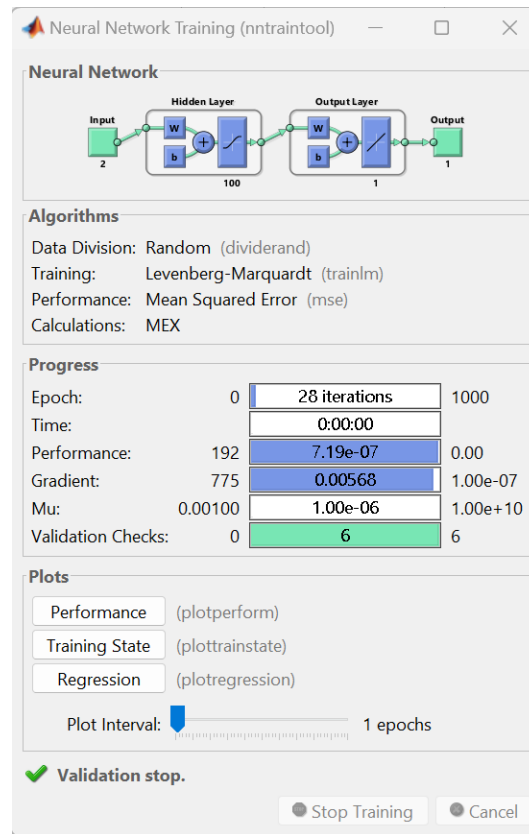 Neural Network Training (nntraintool)
Neural Network
Hidden Layer Output Layer
Input Output
W W
b b
+ +
2 1
100 1
Algorithms
Data Division: Random (dividerand)
Training: Levenberg-Marquardt (trainlm)
Performance: Mean Squared Error (mse)
Calculations: MEX
Progress
Epoch: 0 28 iterations 1000
Time: 0:00:00
Performance: 192 7.19e-07 0.00
Gradient: 775 0.00568 1.00e-07
Mu: 0.00100 1.00e-06 1.00e+10
Validation Checks: 0 6 6
Plots
Performance (plotperform)
Training State (plottrainstate)
Regression (plotregression)
Plot Interval: 1 epochs
Validation stop.
Stop Training Cancel